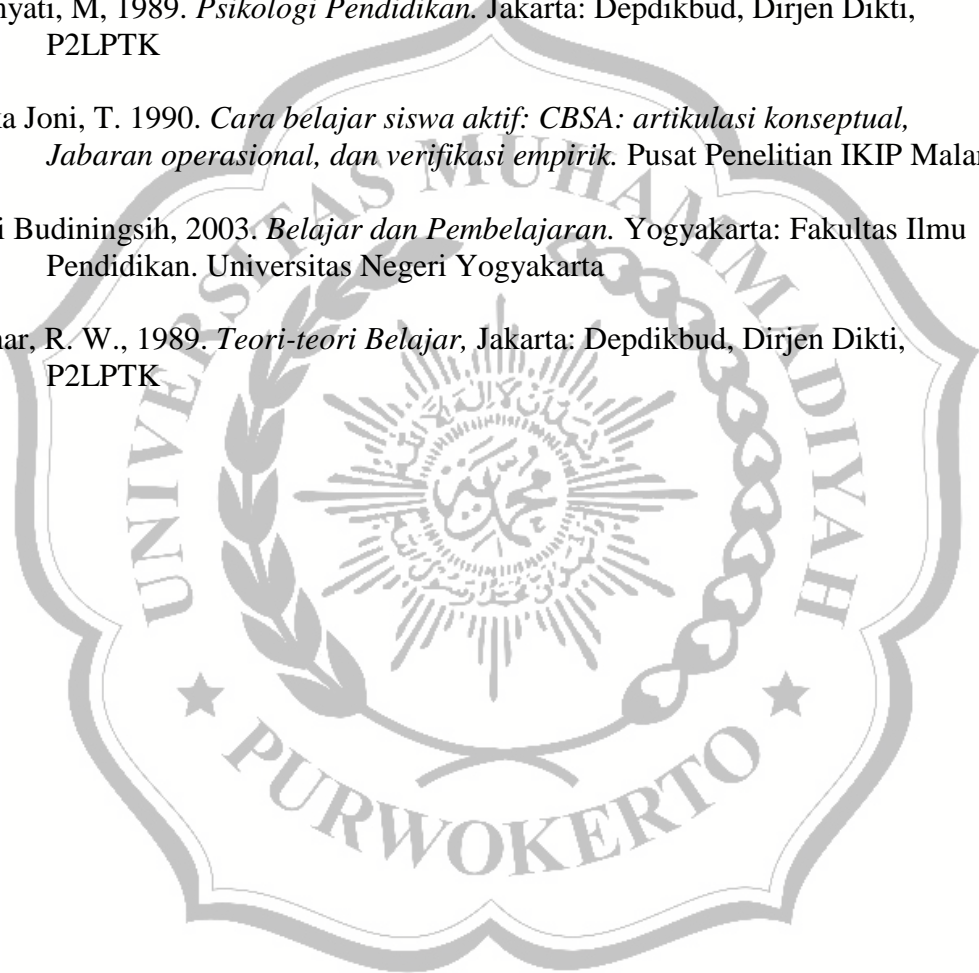 nyati, M, 1989. Psikologi Pendidikan. Jakarta: Depdikbud, Dirjen Dikti,
P2LPTK
ka Joni, T. 1990. Cara belajar siswa aktif: CBSA: artikulasi konseptual,
Jabaran operasional, dan verifikasi empirik. Pusat Penelitian IKIP Malan
i Budiningsih, 2003. Belajar dan Pembelajaran. Yogyakarta: Fakultas Ilmu
Pendidikan. Universitas Negeri Yogyakarta
ar, R. W., 1989. Teori-teori Belajar, Jakarta: Depdikbud, Dirjen Dikti,
P2LPTK
UNIVERSITAS MUHAMMADIYAH
PURWOKERTO